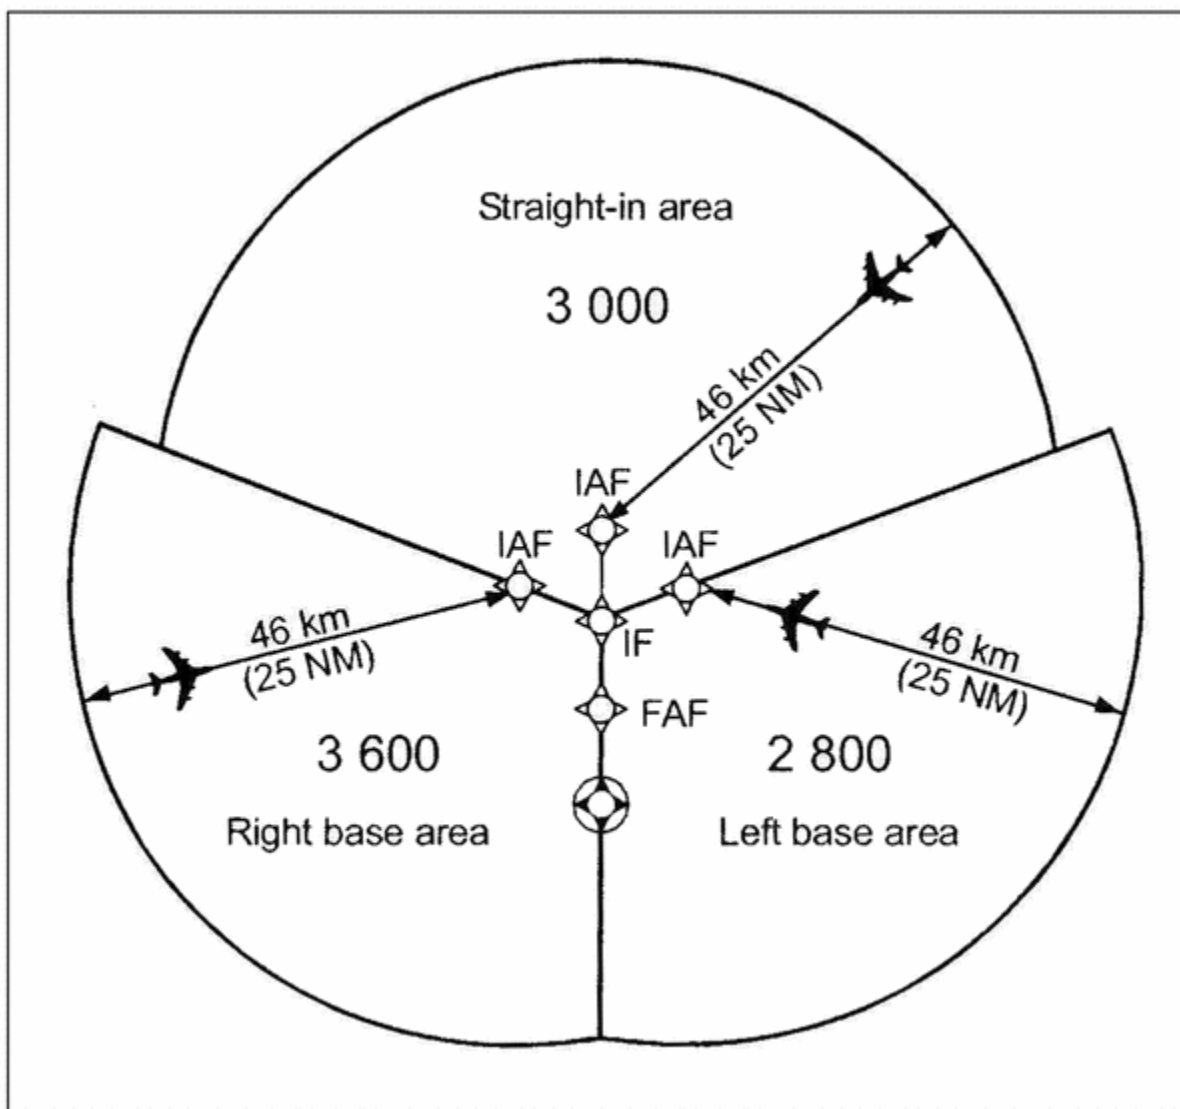 Straight-in area
3 000
46 km
(25 NM)
IAF
IAF
IAF
46 km
(25 NM)
IF
46 km
(25 NM)
FAF
3 600
2 800
Right base area
Left base area